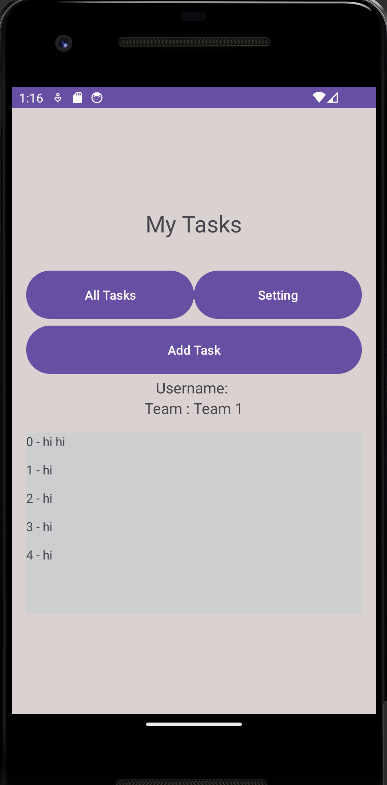 1:16
My Tasks
All Tasks Setting
Add Task
Username:
Team : Team 1
0 - hi hi
1 - hi
2 - hi
3 - hi
4 - hi